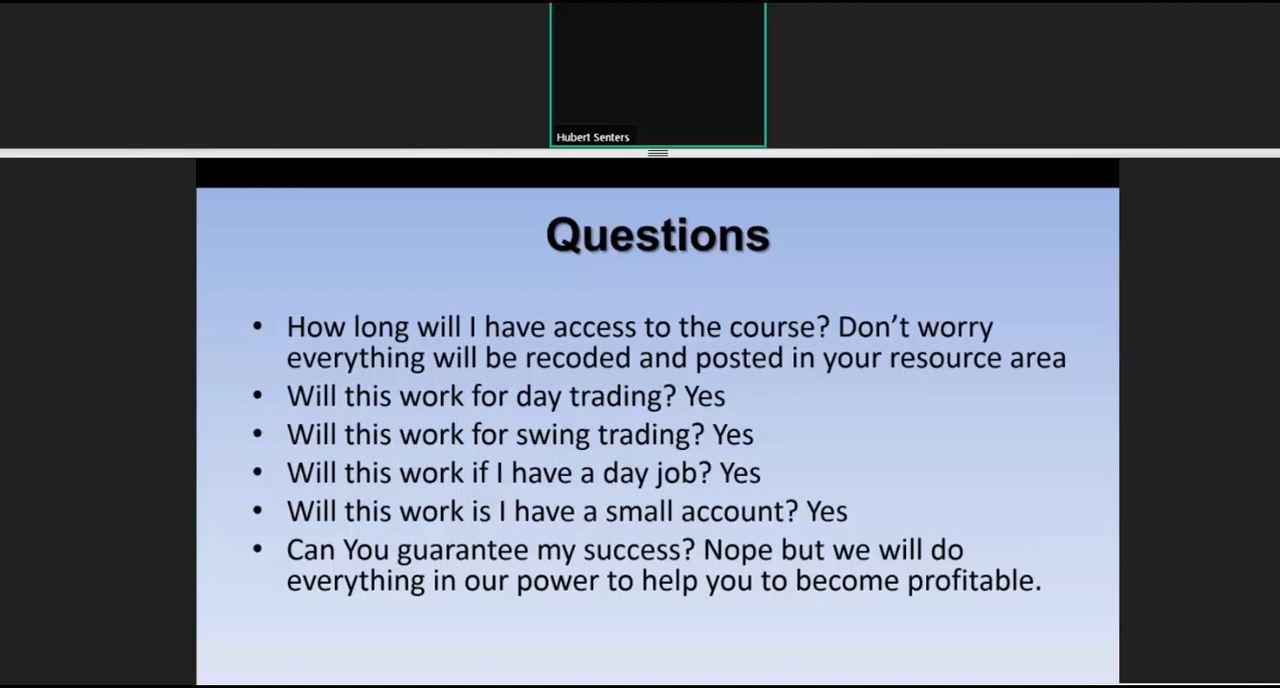 Hubert Senters
Questions
• How long will I have access to the course? Don’t worry
everything will be recoded and posted in your resource area
• Will this work for day trading? Yes
• Will this work for swing trading? Yes
• Will this work if I have a day job? Yes
• Will this work is I have a small account? Yes
• Can You guarantee my success? Nope but we will do
everything in our power to help you to become profitable.